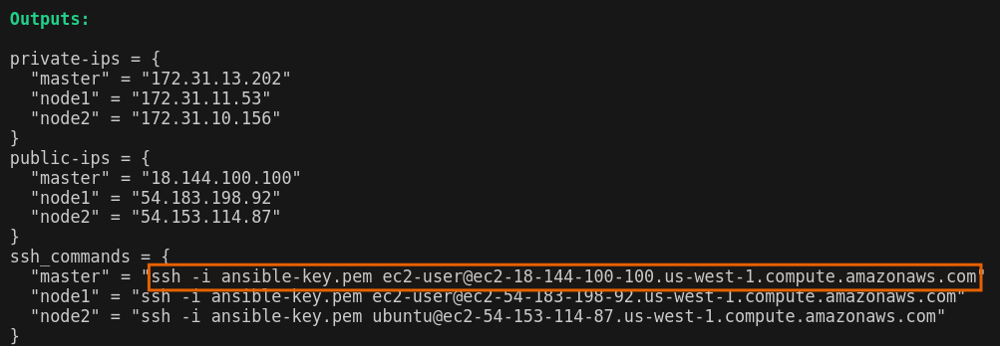 Outputs:
private-ips = {
"master" = "172.31.13.202"
"node1" = "172.31.11.53"
"node2" = "172.31.10.156"
}
public-ips = {
"master" = "18.144.100.100"
"node1" = "54.183.198.92"
"node2" = "54.153.114.87"
}
ssh_commands = {
"master" = "ssh -i ansible-key.pem ec2-user@ec2-18-144-100-100.us-west-1.compute.amazonaws.com"
"node1" = "ssh -i ansible-key.pem ec2-user@ec2-54-183-198-92.us-west-1.compute.amazonaws.com"
"node2" = "ssh -i ansible-key.pem ubuntu@ec2-54-153-114-87.us-west-1.compute.amazonaws.com"
}